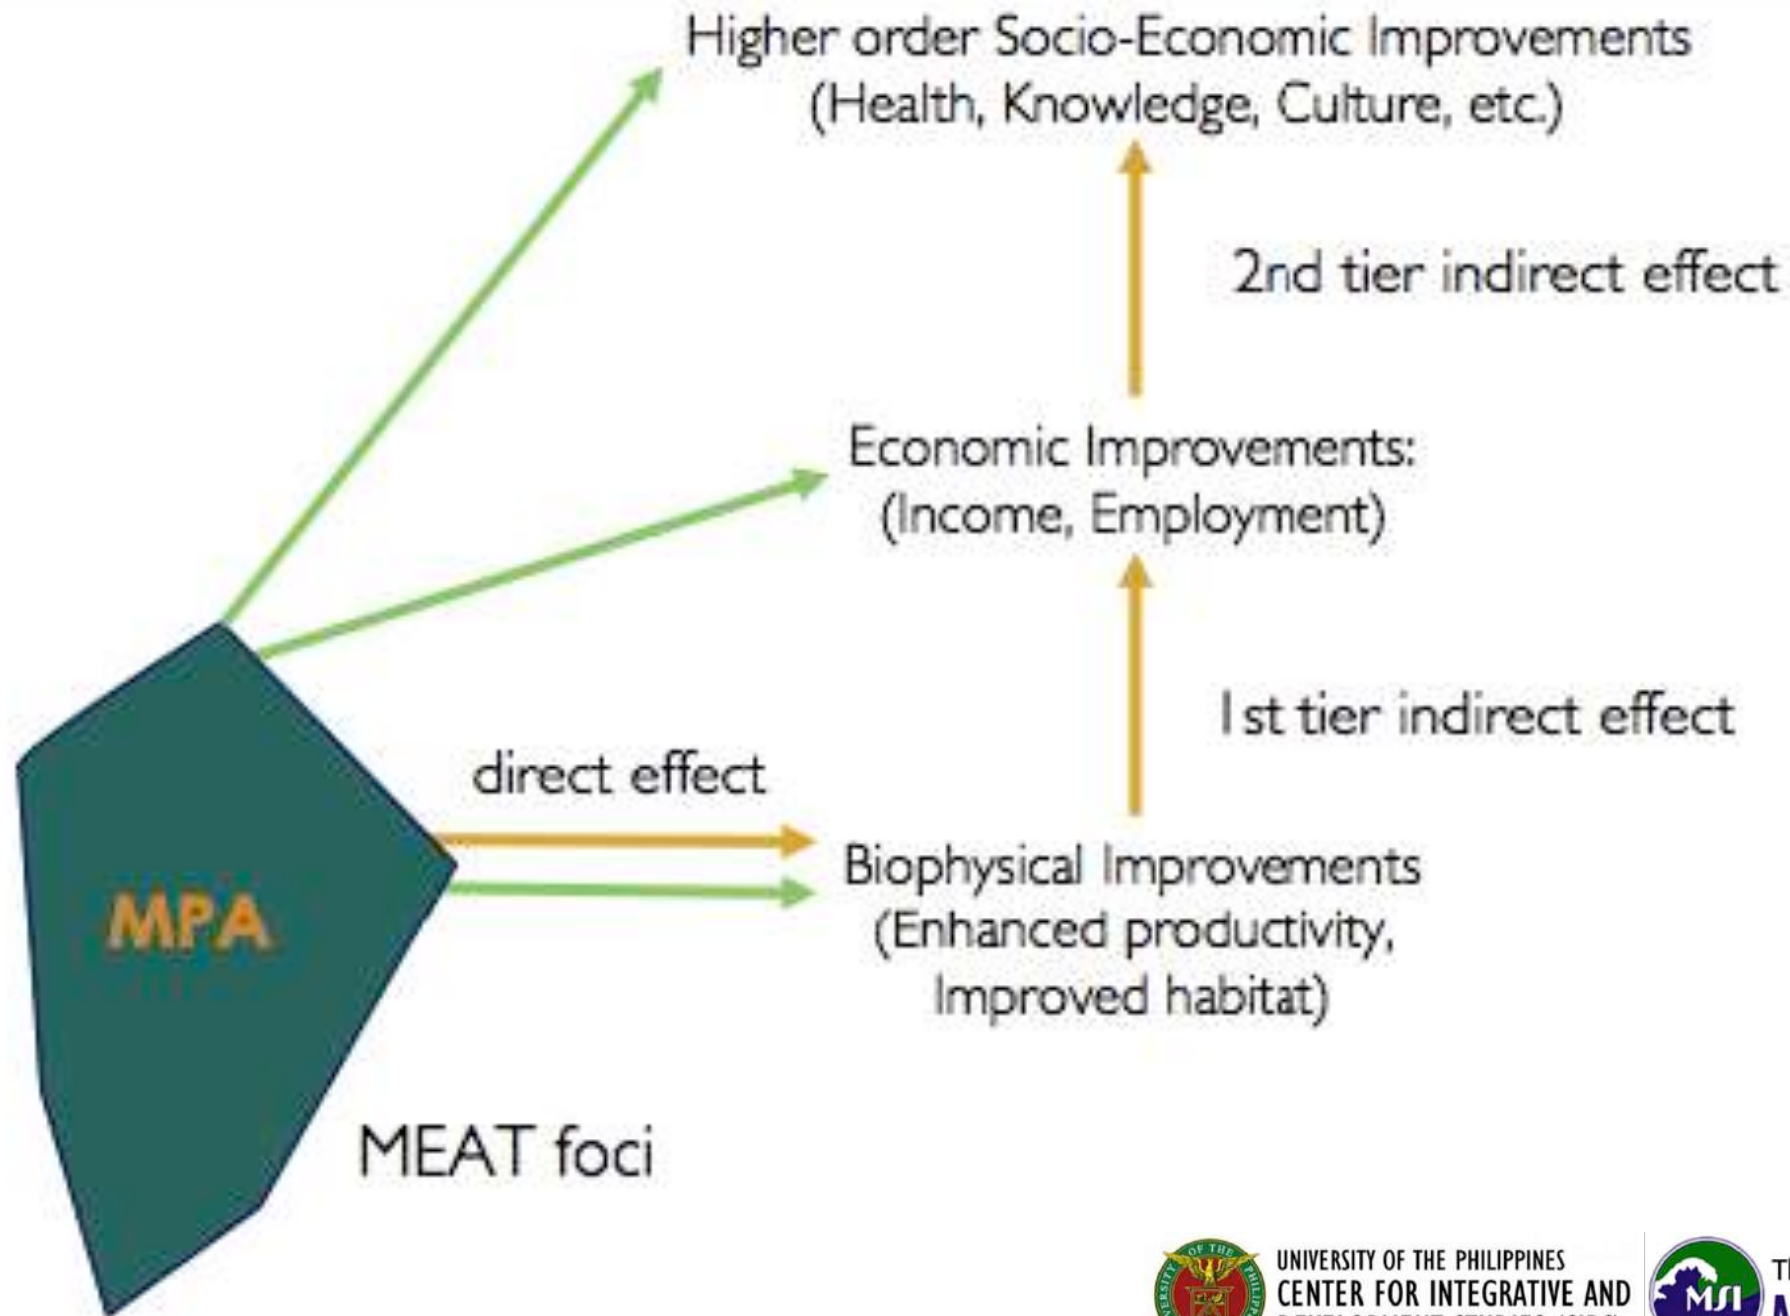 Higher order Socio-Economic Improvements
(Health, Knowledge, Culture, etc.)
2nd tier indirect effect
Economic Improvements:
(Income, Employment)
1st tier indirect effect
direct effect
Biophysical Improvements
(Enhanced productivity,
Improved habitat)
MPA
MEAT foci
UNIVERSITY OF THE PHILIPPINES
CENTER FOR INTEGRATIVE AND
MSI